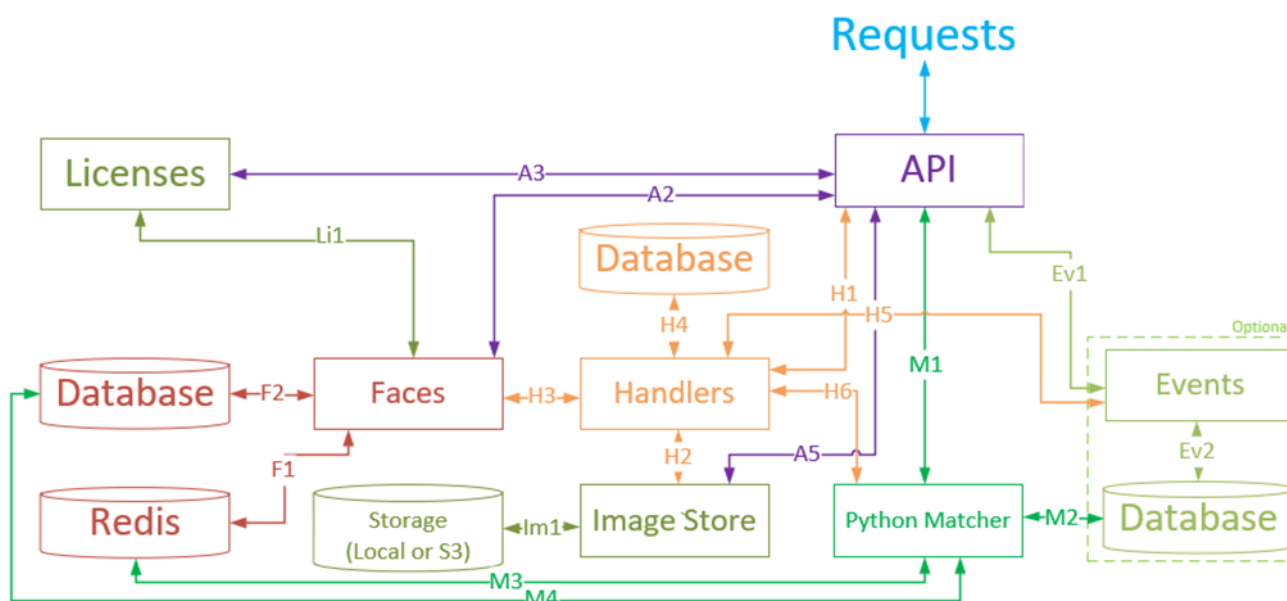 Requests
Licenses
A3
API
A2
Li1
Database
Ev1
H1
H4
H5
Optional
Database
F2
Faces
H3
Handlers
H6
M1
Events
F1
H2
A5
Ev2
Redis
Storage
(Local or S3)
Im1
Image Store
Python Matcher
M2
Database
M3
M4